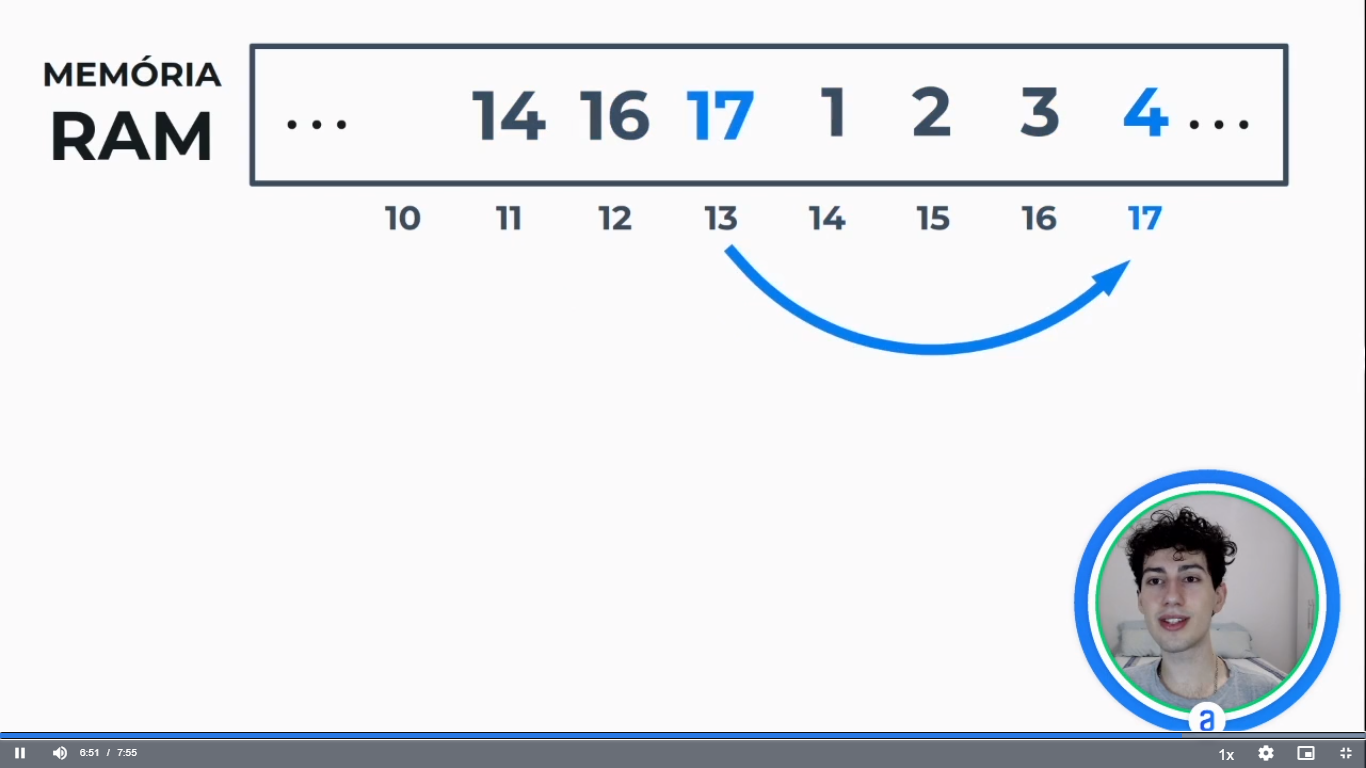 MEMÓRIA
RAM
... 14 16 17 1 2 3 4 ...
10 11 12 13 14 15 16 17
a
6:51 / 7:55
1x